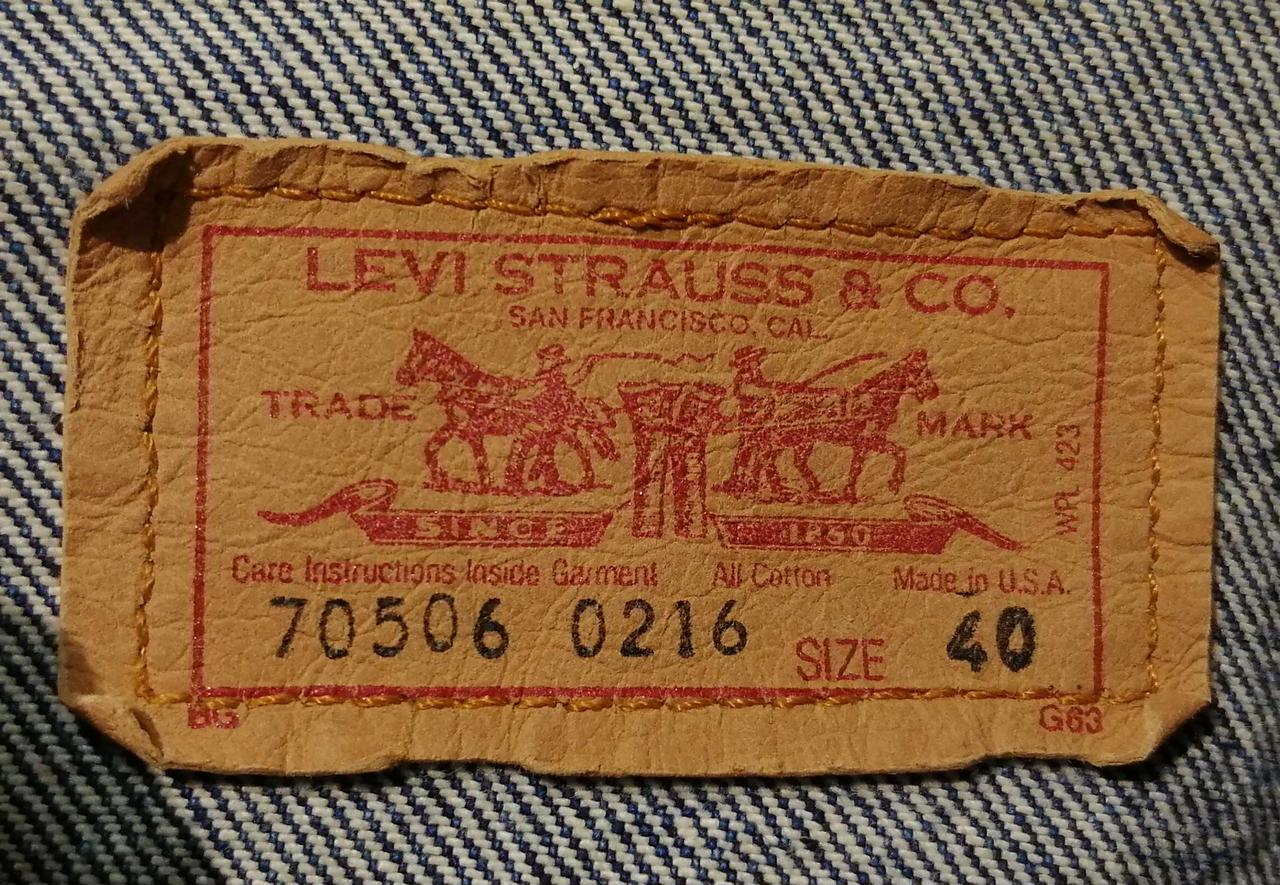 LEVI STRAUSS & CO.
SAN FRANCISCO, CAL.
TRADE MARK
WPL 423
SINCE 1850
Care Instructions Inside Garment All Cotton Made in U.S.A.
70506 0216 SIZE 40
BG G63